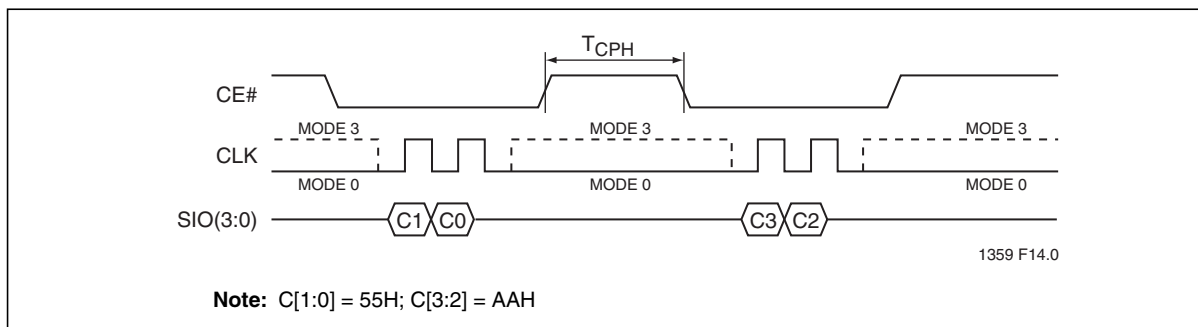 TCPH
CE#
MODE 3 MODE 3 MODE 3
CLK
MODE 0 MODE 0 MODE 0
SIO(3:0) C1 C0 C3 C2
1359 F14.0
Note: C[1:0] = 55H; C[3:2] = AAH